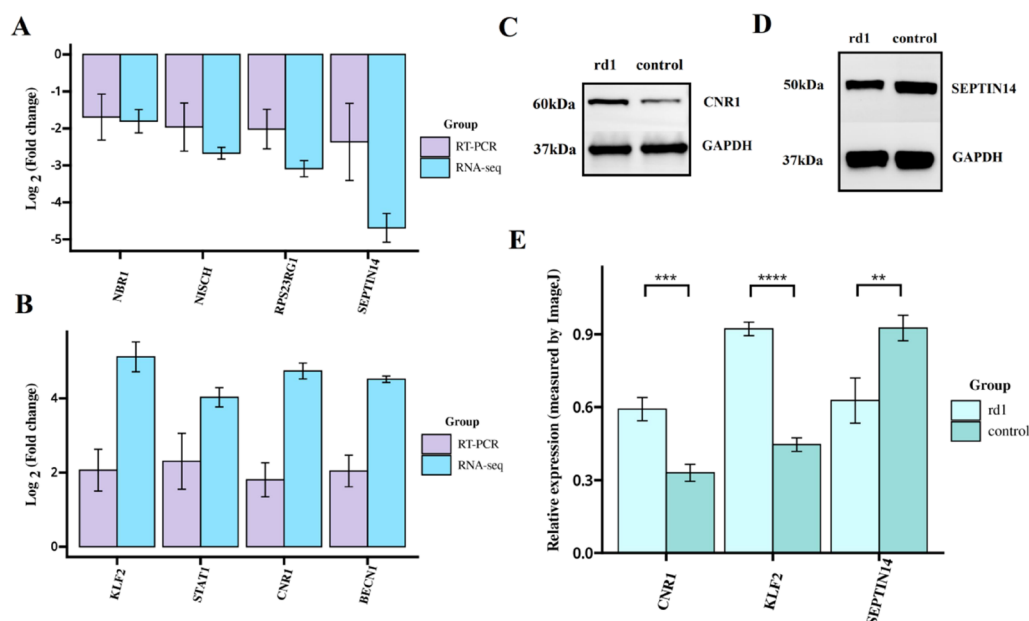 A
Log 2 (Fold change)
0
-1
-2
-3
-4
-5
NBR1
NISCH
RPS23RG1
SEPTIN14
Group
RT-PCR
RNA-seq
B
Log 2 (Fold change)
4
2
0
KLF2
STAT1
CNR1
BECN1
Group
RT-PCR
RNA-seq
C
rd1 control
60kDa CNR1
37kDa GAPDH
D
rd1 control
50kDa SEPTIN14
37kDa GAPDH
E
Relative expression (measured by ImageJ)
0.9
0.6
0.3
0.0
*** **** **
CNR1
KLF2
SEPTIN14
Group
rd1
control